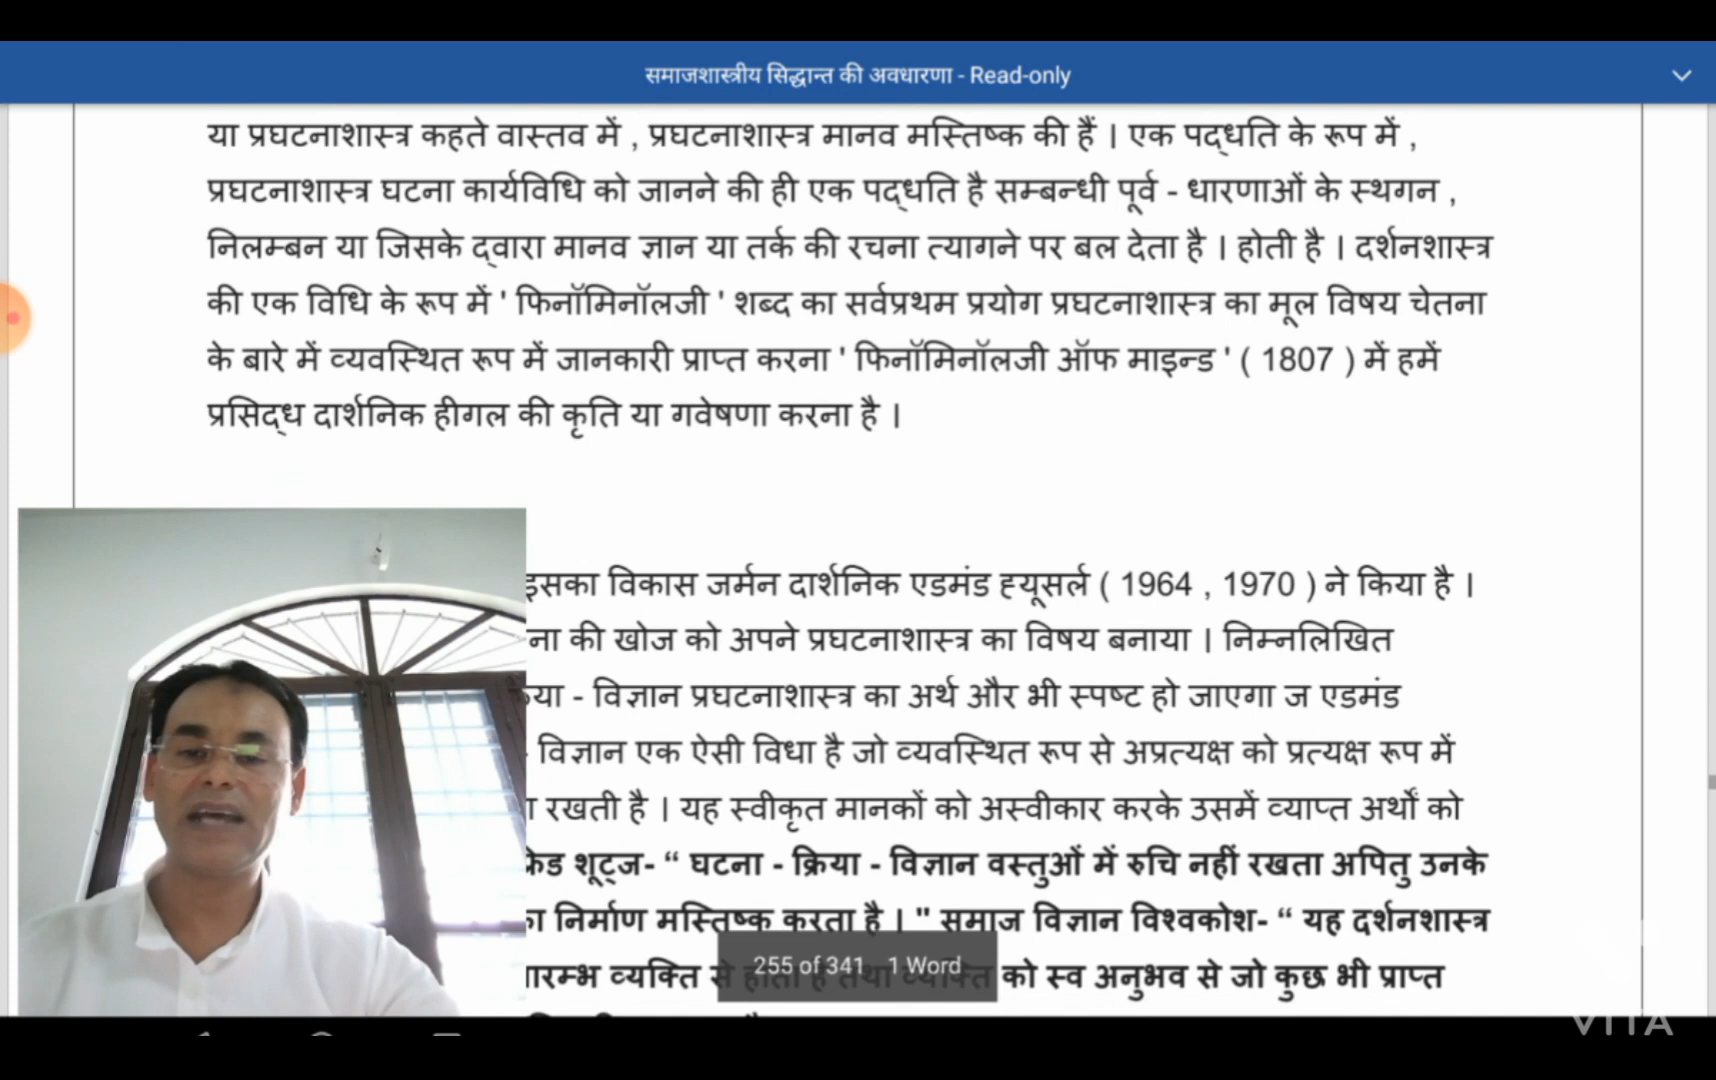 समाजशास्त्रीय सिद्धान्त की अवधारणा - Read-only
या प्रघटनाशास्त्र कहते वास्तव में , प्रघटनाशास्त्र मानव मस्तिष्क की हैं । एक पद्धति के रूप में ,
प्रघटनाशास्त्र घटना कार्यविधि को जानने की ही एक पद्धति है सम्बन्धी पूर्व - धारणाओं के स्थगन ,
निलम्बन या जिसके द्वारा मानव ज्ञान या तर्क की रचना त्यागने पर बल देता है । होती है । दर्शनशास्त्र
की एक विधि के रूप में ' फिनॉमिनॉलजी ' शब्द का सर्वप्रथम प्रयोग प्रघटनाशास्त्र का मूल विषय चेतना
के बारे में व्यवस्थित रूप में जानकारी प्राप्त करना ' फिनॉमिनॉलजी ऑफ माइन्ड ' ( 1807 ) में हमें
प्रसिद्ध दार्शनिक हीगल की कृति या गवेषणा करना है ।
इसका विकास जर्मन दार्शनिक एडमंड ह्यूसर्ल ( 1964 , 1970 ) ने किया है ।
की खोज को अपने प्रघटनाशास्त्र का विषय बनाया । निम्नलिखित
- विज्ञान प्रघटनाशास्त्र का अर्थ और भी स्पष्ट हो जाएगा ज एडमंड
विज्ञान एक ऐसी विधा है जो व्यवस्थित रूप से अप्रत्यक्ष को प्रत्यक्ष रूप में
रखती है । यह स्वीकृत मानकों को अस्वीकार करके उसमें व्याप्त अर्थों को
शूट्ज- “ घटना - क्रिया - विज्ञान वस्तुओं में रुचि नहीं रखता अपितु उनके
निर्माण मस्तिष्क करता है । " समाज विज्ञान विश्वकोश- “ यह दर्शनशास्त्र
व्यक्ति से होता है तथा व्यक्ति को स्व अनुभव से जो कुछ भी प्राप्त
255 of 341 1 Word
VITA